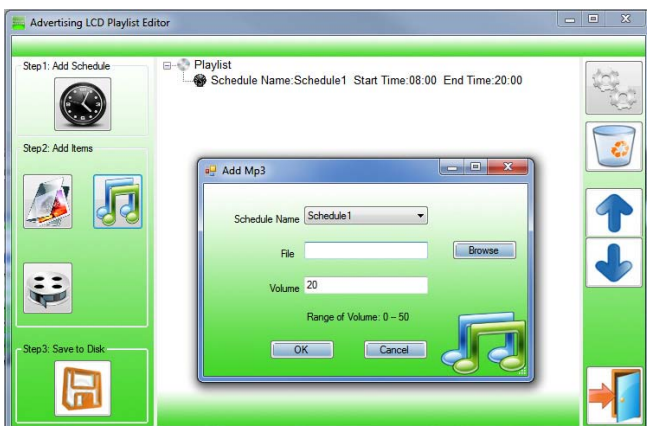 Advertising LCD Playlist Editor
Step1: Add Schedule
Playlist
Schedule Name:Schedule1 Start Time:08:00 End Time:20:00
Step2: Add Items
Add Mp3
Schedule Name Schedule1
File Browse
Volume 20
Range of Volume: 0 – 50
OK Cancel
Step3: Save to Disk